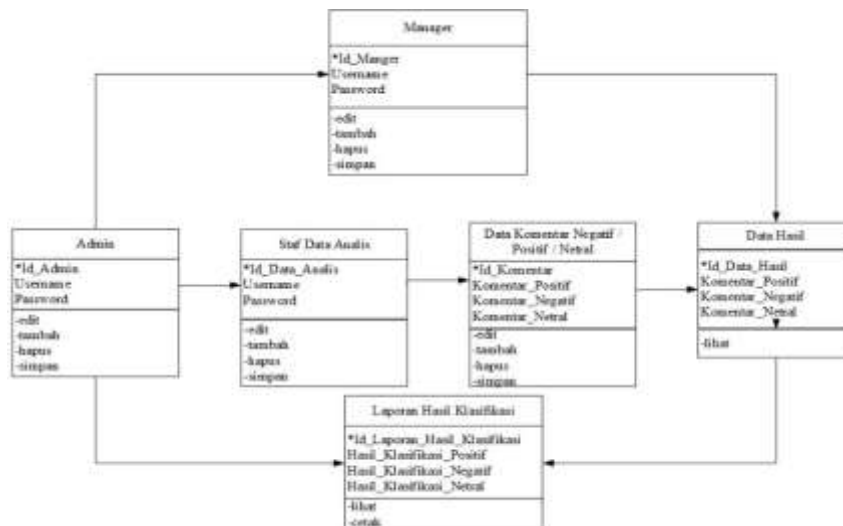 Manager
*Id_Manger
Username
Password
-edit
-tambah
-hapus
-simpan
Admin
*Id_Admin
Username
Password
-edit
-tambah
-hapus
-simpan
Staf Data Analis
*Id_Data_Analis
Username
Password
-edit
-tambah
-hapus
-simpan
Data Komentar Negatif /
Positif / Netral
*Id_Komentar
Komentar_Positif
Komentar_Negatif
Komentar_Netral
-edit
-tambah
-hapus
-simpan
Data Hasil
*Id_Data_Hasil
Komentar_Positif
Komentar_Negatif
Komentar_Netral
-lihat
Laporan Hasil Klasifikasi
*Id_Laporan_Hasil_Klasifikasi
Hasil_Klasifikasi_Positif
Hasil_Klasifikasi_Negatif
Hasil_Klasifikasi_Netral
-lihat
-cetak